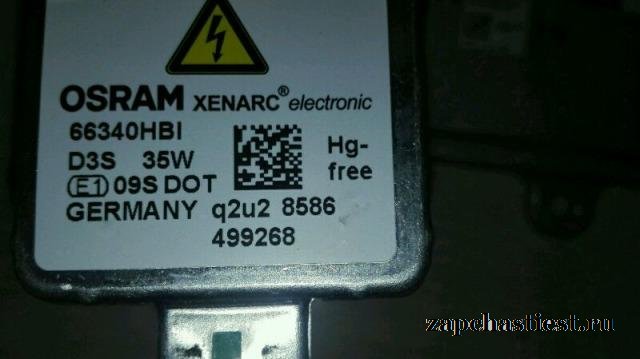 OSRAM XENARC® electronic
66340HBI
D3S 35W
Hg-
free
E1 09S DOT
GERMANY q2u2 8586
499268
zapchastiest.ru